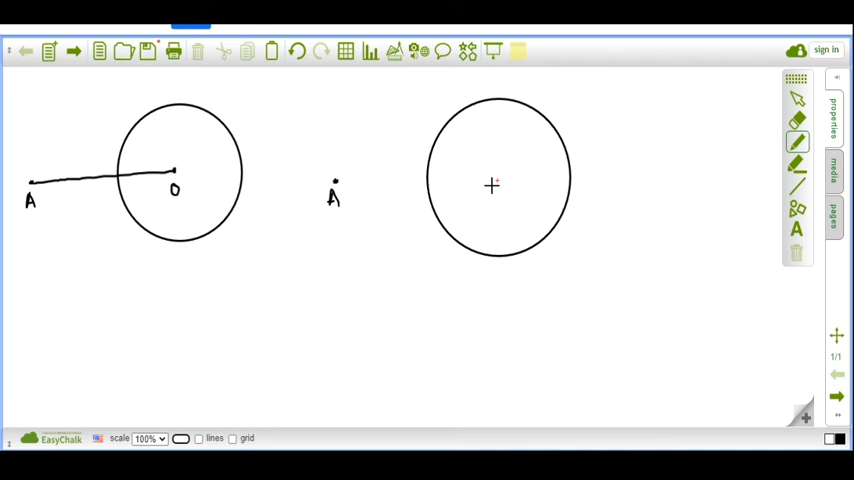 sign in
properties
media
pages
A
O
A
1/1
EasyChalk
scale
100%
lines
grid